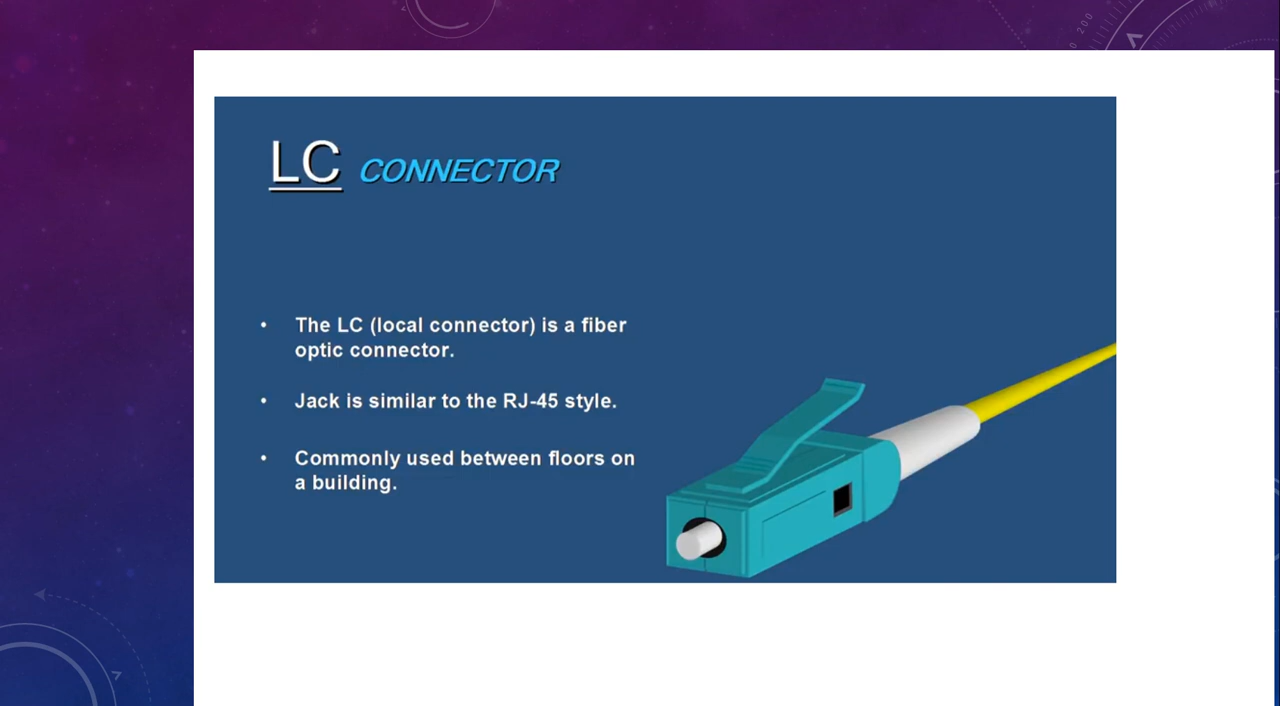 LC CONNECTOR
• The LC (local connector) is a fiber
optic connector.
• Jack is similar to the RJ-45 style.
• Commonly used between floors on
a building.
200